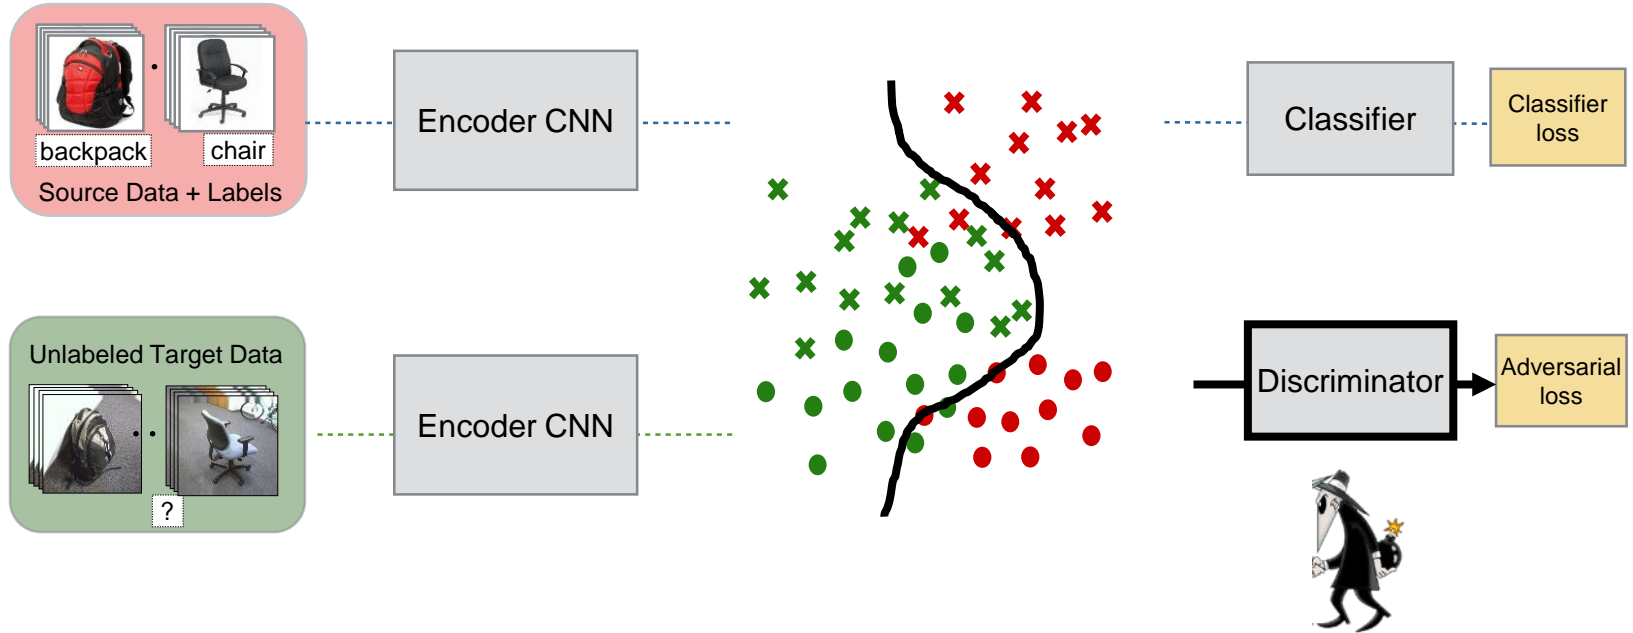 backpack
chair
Source Data + Labels
Encoder CNN
Classifier
Classifier
loss
Unlabeled Target Data
?
Encoder CNN
Discriminator
Adversarial
loss